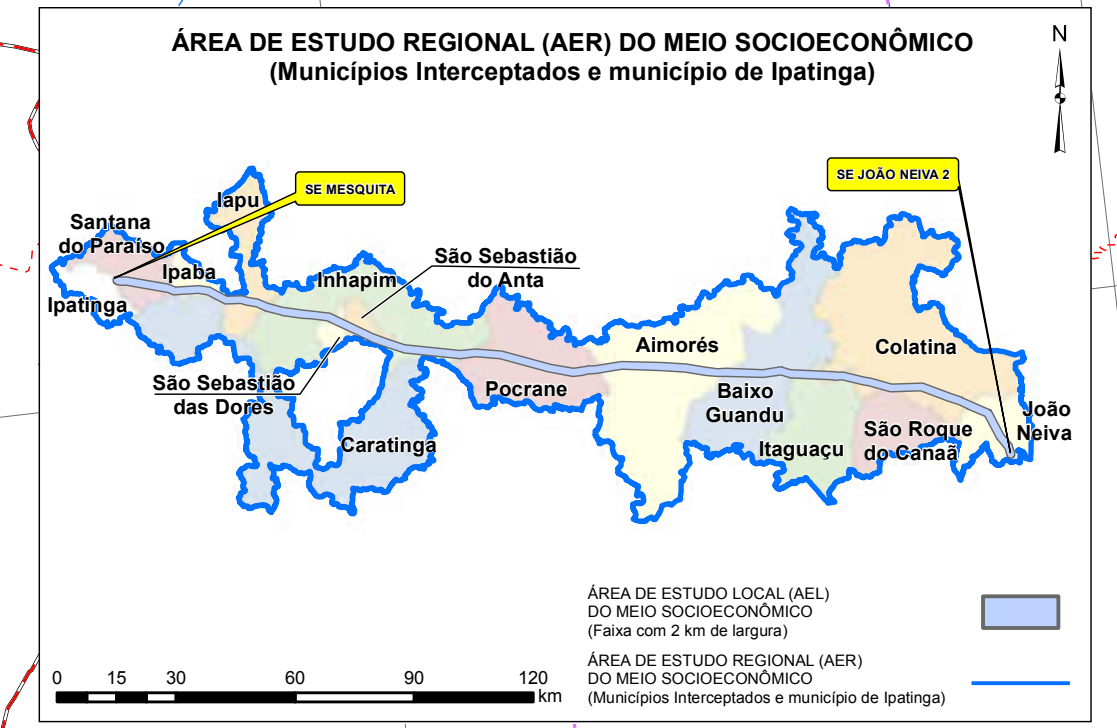 ÁREA DE ESTUDO REGIONAL (AER) DO MEIO SOCIOECONÔMICO
(Municípios Interceptados e município de Ipatinga)
N
SE MESQUITA
SE JOÃO NEIVA 2
Iapu
Santana
do Paraíso
Ipaba
Ipatinga
Inhapim
São Sebastião
do Anta
São Sebastião
das Dores
Caratinga
Pocrane
Aimorés
Baixo
Guandu
Itaguaçu
Colatina
São Roque
do Canaã
João
Neiva
ÁREA DE ESTUDO LOCAL (AEL)
DO MEIO SOCIOECONÔMICO
(Faixa com 2 km de largura)
ÁREA DE ESTUDO REGIONAL (AER)
DO MEIO SOCIOECONÔMICO
(Municípios Interceptados e município de Ipatinga)
0 15 30 60 90 120
km